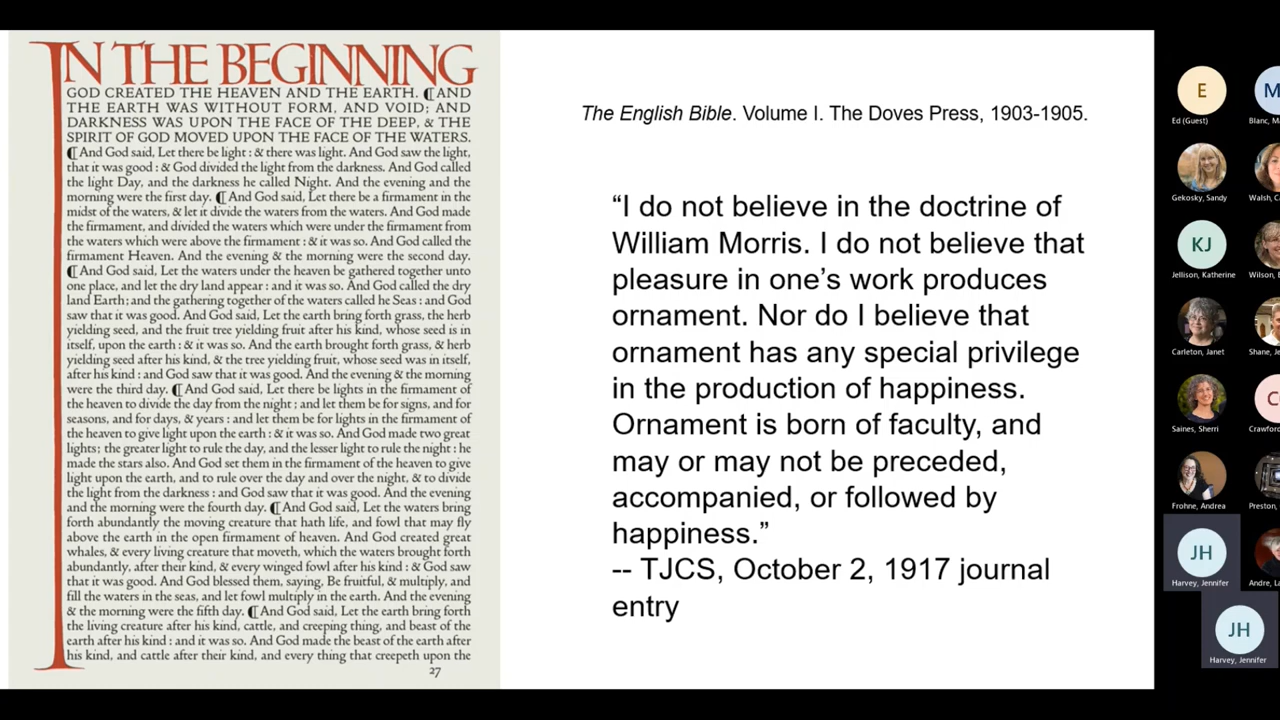 IN THE BEGINNING
GOD CREATED THE HEAVEN AND THE EARTH. ¶ AND
THE EARTH WAS WITHOUT FORM, AND VOID; AND
DARKNESS WAS UPON THE FACE OF THE DEEP, & THE
SPIRIT OF GOD MOVED UPON THE FACE OF THE WATERS.
¶ And God said, Let there be light : & there was light. And God saw the light,
that it was good : & God divided the light from the darkness. And God called
the light Day, and the darkness he called Night. And the evening and the
morning were the first day. ¶ And God said, Let there be a firmament in the
midst of the waters, & let it divide the waters from the waters. And God made
the firmament, and divided the waters which were under the firmament from
the waters which were above the firmament : & it was so. And God called the
firmament Heaven. And the evening & the morning were the second day.
¶ And God said, Let the waters under the heaven be gathered together unto
one place, and let the dry land appear : and it was so. And God called the dry
land Earth; and the gathering together of the waters called he Seas : and God
saw that it was good. And God said, Let the earth bring forth grass, the herb
yielding seed, and the fruit tree yielding fruit after his kind, whose seed is in
itself, upon the earth : & it was so. And the earth brought forth grass, & herb
yielding seed after his kind, & the tree yielding fruit, whose seed was in itself,
after his kind : and God saw that it was good. And the evening & the morning
were the third day. ¶ And God said, Let there be lights in the firmament of
the heaven to divide the day from the night ; and let them be for signs, and for
seasons, and for days, & years : and let them be for lights in the firmament of
the heaven to give light upon the earth : & it was so. And God made two great
lights; the greater light to rule the day, and the lesser light to rule the night : he
made the stars also. And God set them in the firmament of the heaven to give
light upon the earth, and to rule over the day and over the night, & to divide
the light from the darkness : and God saw that it was good. And the evening
and the morning were the fourth day. ¶ And God said, Let the waters bring
forth abundantly the moving creature that hath life, and fowl that may fly
above the earth in the open firmament of heaven. And God created great
whales, & every living creature that moveth, which the waters brought forth
abundantly, after their kind, & every winged fowl after his kind : & God saw
that it was good. And God blessed them, saying, Be fruitful, & multiply, and
fill the waters in the seas, and let fowl multiply in the earth. And the evening
& the morning were the fifth day. ¶ And God said, Let the earth bring forth
the living creature after his kind, cattle, and creeping thing, and beast of the
earth after his kind : and it was so. And God made the beast of the earth after
his kind, and cattle after their kind, and every thing that creepeth upon the
27
The English Bible. Volume I. The Doves Press, 1903-1905.
“I do not believe in the doctrine of
William Morris. I do not believe that
pleasure in one’s work produces
ornament. Nor do I believe that
ornament has any special privilege
in the production of happiness.
Ornament is born of faculty, and
may or may not be preceded,
accompanied, or followed by
happiness.”
-- TJCS, October 2, 1917 journal
entry
E
M
Ed (Guest)
Blanc, Ma
Gekosky, Sandy
Walsh, Ca
KJ
Jellison, Katherine
Wilson, E
Carleton, Janet
Shane, Je
C
Saines, Sherri
Crawford
Frohne, Andrea
Preston,
JH
Harvey, Jennifer
Andre, La
JH
Harvey, Jennifer